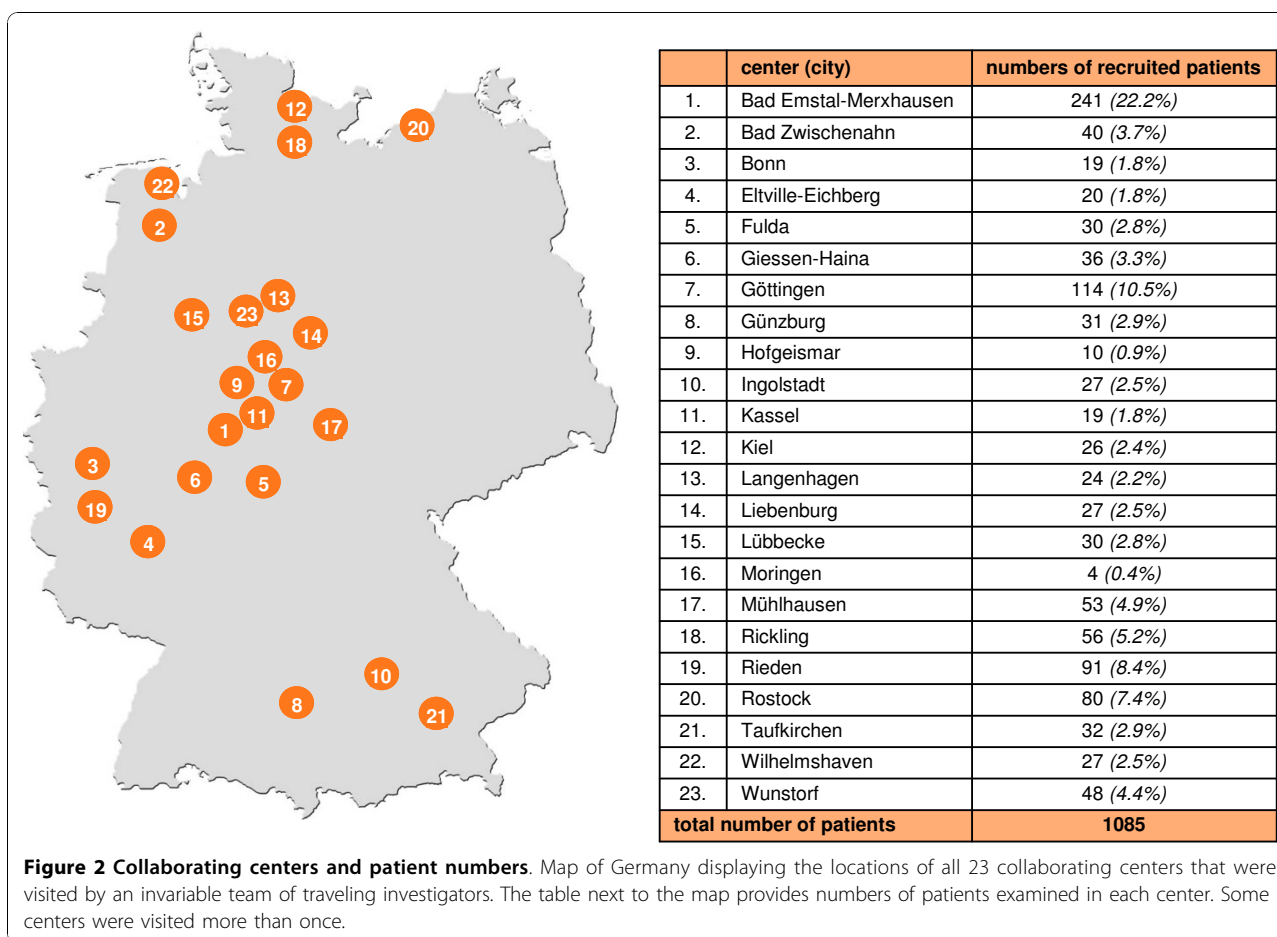 12
20
18
22
2
13
15
23
14
16
9
7
11
1
17
3
6
5
19
4
10
8
21
center (city) numbers of recruited patients
1. Bad Emstal-Merxhausen 241 (22.2%)
2. Bad Zwischenahn 40 (3.7%)
3. Bonn 19 (1.8%)
4. Eltville-Eichberg 20 (1.8%)
5. Fulda 30 (2.8%)
6. Giessen-Haina 36 (3.3%)
7. Göttingen 114 (10.5%)
8. Günzburg 31 (2.9%)
9. Hofgeismar 10 (0.9%)
10. Ingolstadt 27 (2.5%)
11. Kassel 19 (1.8%)
12. Kiel 26 (2.4%)
13. Langenhagen 24 (2.2%)
14. Liebenburg 27 (2.5%)
15. Lübbecke 30 (2.8%)
16. Moringen 4 (0.4%)
17. Mühlhausen 53 (4.9%)
18. Rickling 56 (5.2%)
19. Rieden 91 (8.4%)
20. Rostock 80 (7.4%)
21. Taufkirchen 32 (2.9%)
22. Wilhelmshaven 27 (2.5%)
23. Wunstorf 48 (4.4%)
total number of patients 1085
Figure 2 Collaborating centers and patient numbers. Map of Germany displaying the locations of all 23 collaborating centers that were
visited by an invariable team of traveling investigators. The table next to the map provides numbers of patients examined in each center. Some
centers were visited more than once.